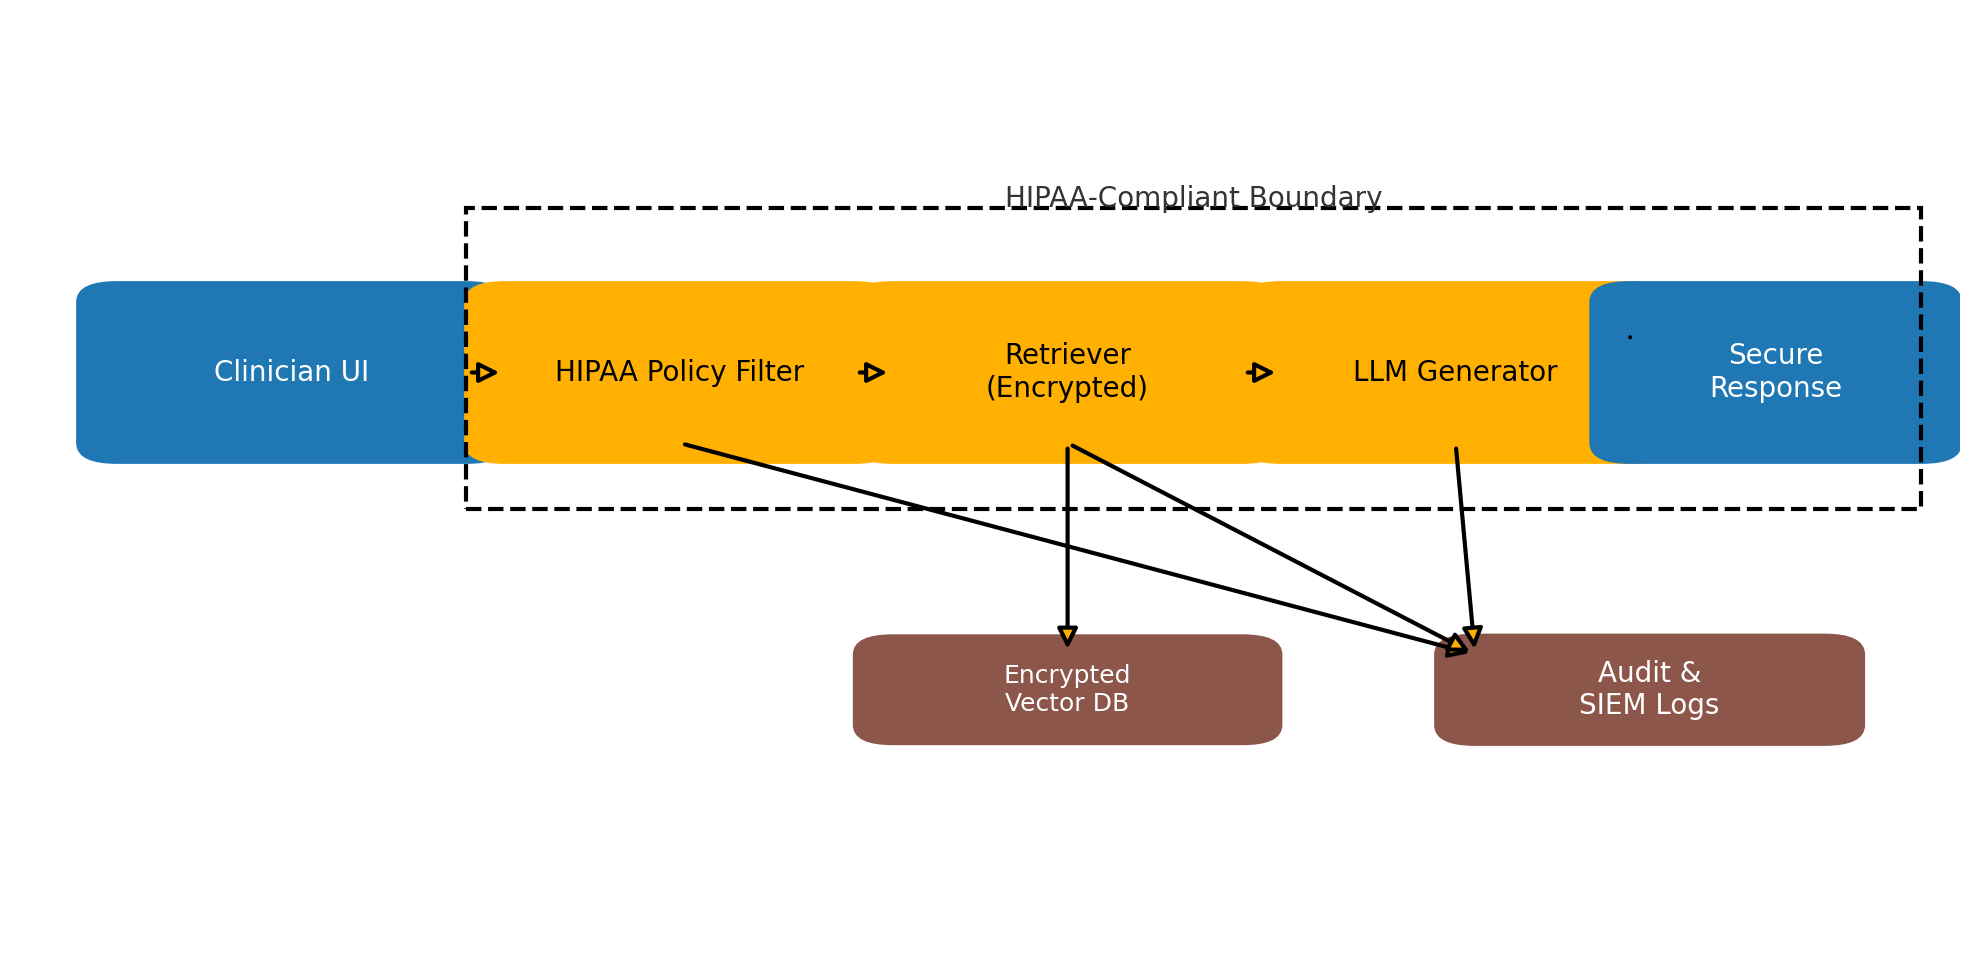 HIPAA-Compliant Boundary
Clinician UI
HIPAA Policy Filter
Retriever
(Encrypted)
LLM Generator
Secure
Response
Encrypted
Vector DB
Audit &
SIEM Logs